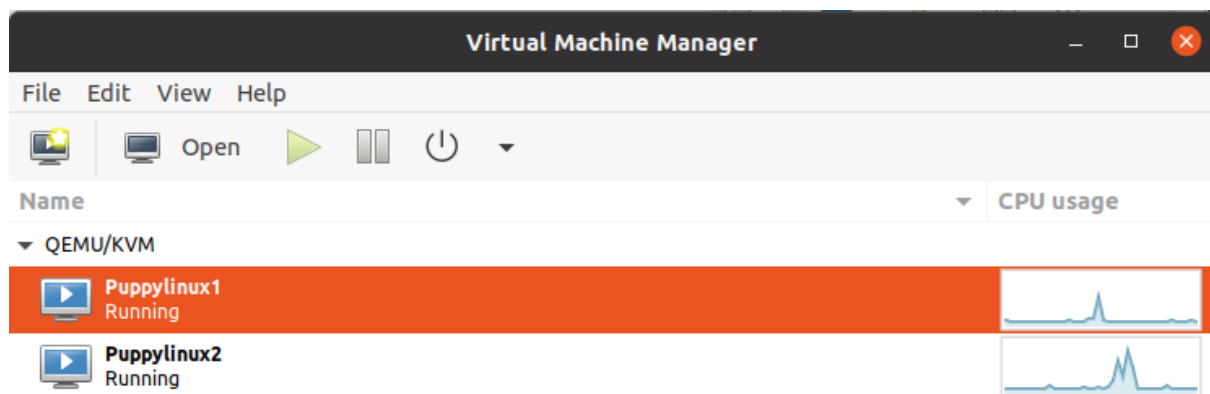 Virtual Machine Manager
File Edit View Help
Open
Name CPU usage
QEMU/KVM
Puppylinux1
Running
Puppylinux2
Running